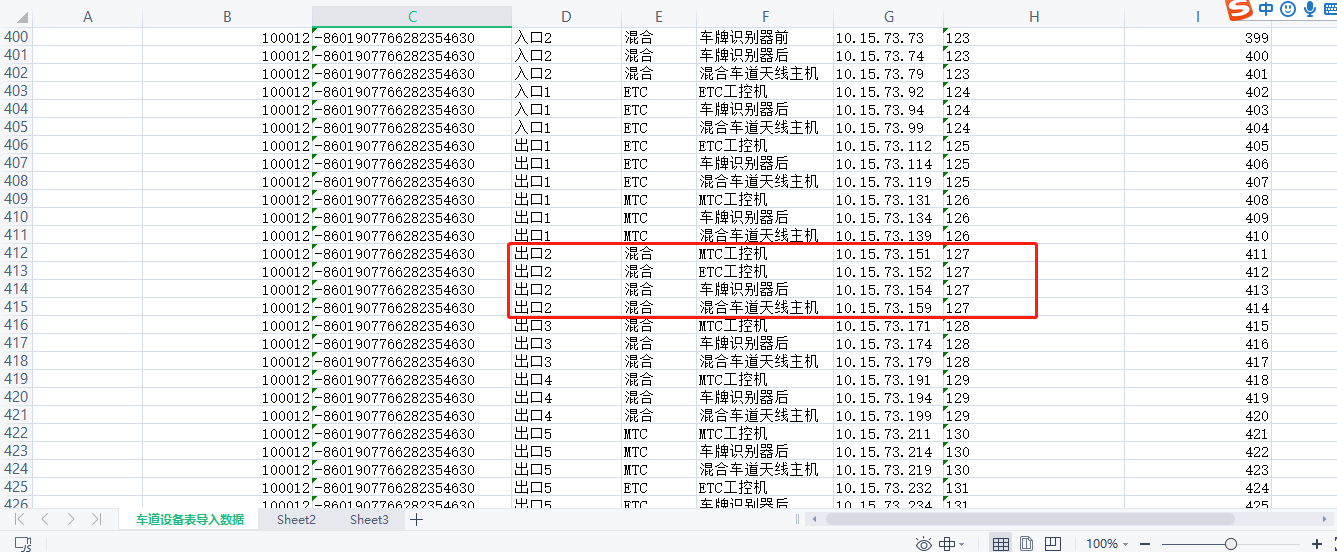 A B C D E F G H I
400 100012 -8601907766282354630 入口2 混合 车牌识别器前 10.15.73.73 123 399
401 100012 -8601907766282354630 入口2 混合 车牌识别器后 10.15.73.74 123 400
402 100012 -8601907766282354630 入口2 混合 混合车道天线主机 10.15.73.79 123 401
403 100012 -8601907766282354630 入口1 ETC ETC工控机 10.15.73.92 124 402
404 100012 -8601907766282354630 入口1 ETC 车牌识别器后 10.15.73.94 124 403
405 100012 -8601907766282354630 入口1 ETC 混合车道天线主机 10.15.73.99 124 404
406 100012 -8601907766282354630 出口1 ETC ETC工控机 10.15.73.112 125 405
407 100012 -8601907766282354630 出口1 ETC 车牌识别器后 10.15.73.114 125 406
408 100012 -8601907766282354630 出口1 ETC 混合车道天线主机 10.15.73.119 125 407
409 100012 -8601907766282354630 出口1 MTC MTC工控机 10.15.73.131 126 408
410 100012 -8601907766282354630 出口1 MTC 车牌识别器后 10.15.73.134 126 409
411 100012 -8601907766282354630 出口1 MTC 混合车道天线主机 10.15.73.139 126 410
412 100012 -8601907766282354630 出口2 混合 MTC工控机 10.15.73.151 127 411
413 100012 -8601907766282354630 出口2 混合 ETC工控机 10.15.73.152 127 412
414 100012 -8601907766282354630 出口2 混合 车牌识别器后 10.15.73.154 127 413
415 100012 -8601907766282354630 出口2 混合 混合车道天线主机 10.15.73.159 127 414
416 100012 -8601907766282354630 出口3 混合 MTC工控机 10.15.73.171 128 415
417 100012 -8601907766282354630 出口3 混合 车牌识别器后 10.15.73.174 128 416
418 100012 -8601907766282354630 出口3 混合 混合车道天线主机 10.15.73.179 128 417
419 100012 -8601907766282354630 出口4 混合 MTC工控机 10.15.73.191 129 418
420 100012 -8601907766282354630 出口4 混合 车牌识别器后 10.15.73.194 129 419
421 100012 -8601907766282354630 出口4 混合 混合车道天线主机 10.15.73.199 129 420
422 100012 -8601907766282354630 出口5 MTC MTC工控机 10.15.73.211 130 421
423 100012 -8601907766282354630 出口5 MTC 车牌识别器后 10.15.73.214 130 422
424 100012 -8601907766282354630 出口5 MTC 混合车道天线主机 10.15.73.219 130 423
425 100012 -8601907766282354630 出口5 ETC ETC工控机 10.15.73.232 131 424
426 100012 -8601907766282354630 出口5 ETC 车牌识别器后 10.15.73.234 131 425
车道设备表导入数据 Sheet2 Sheet3
100%
S 中